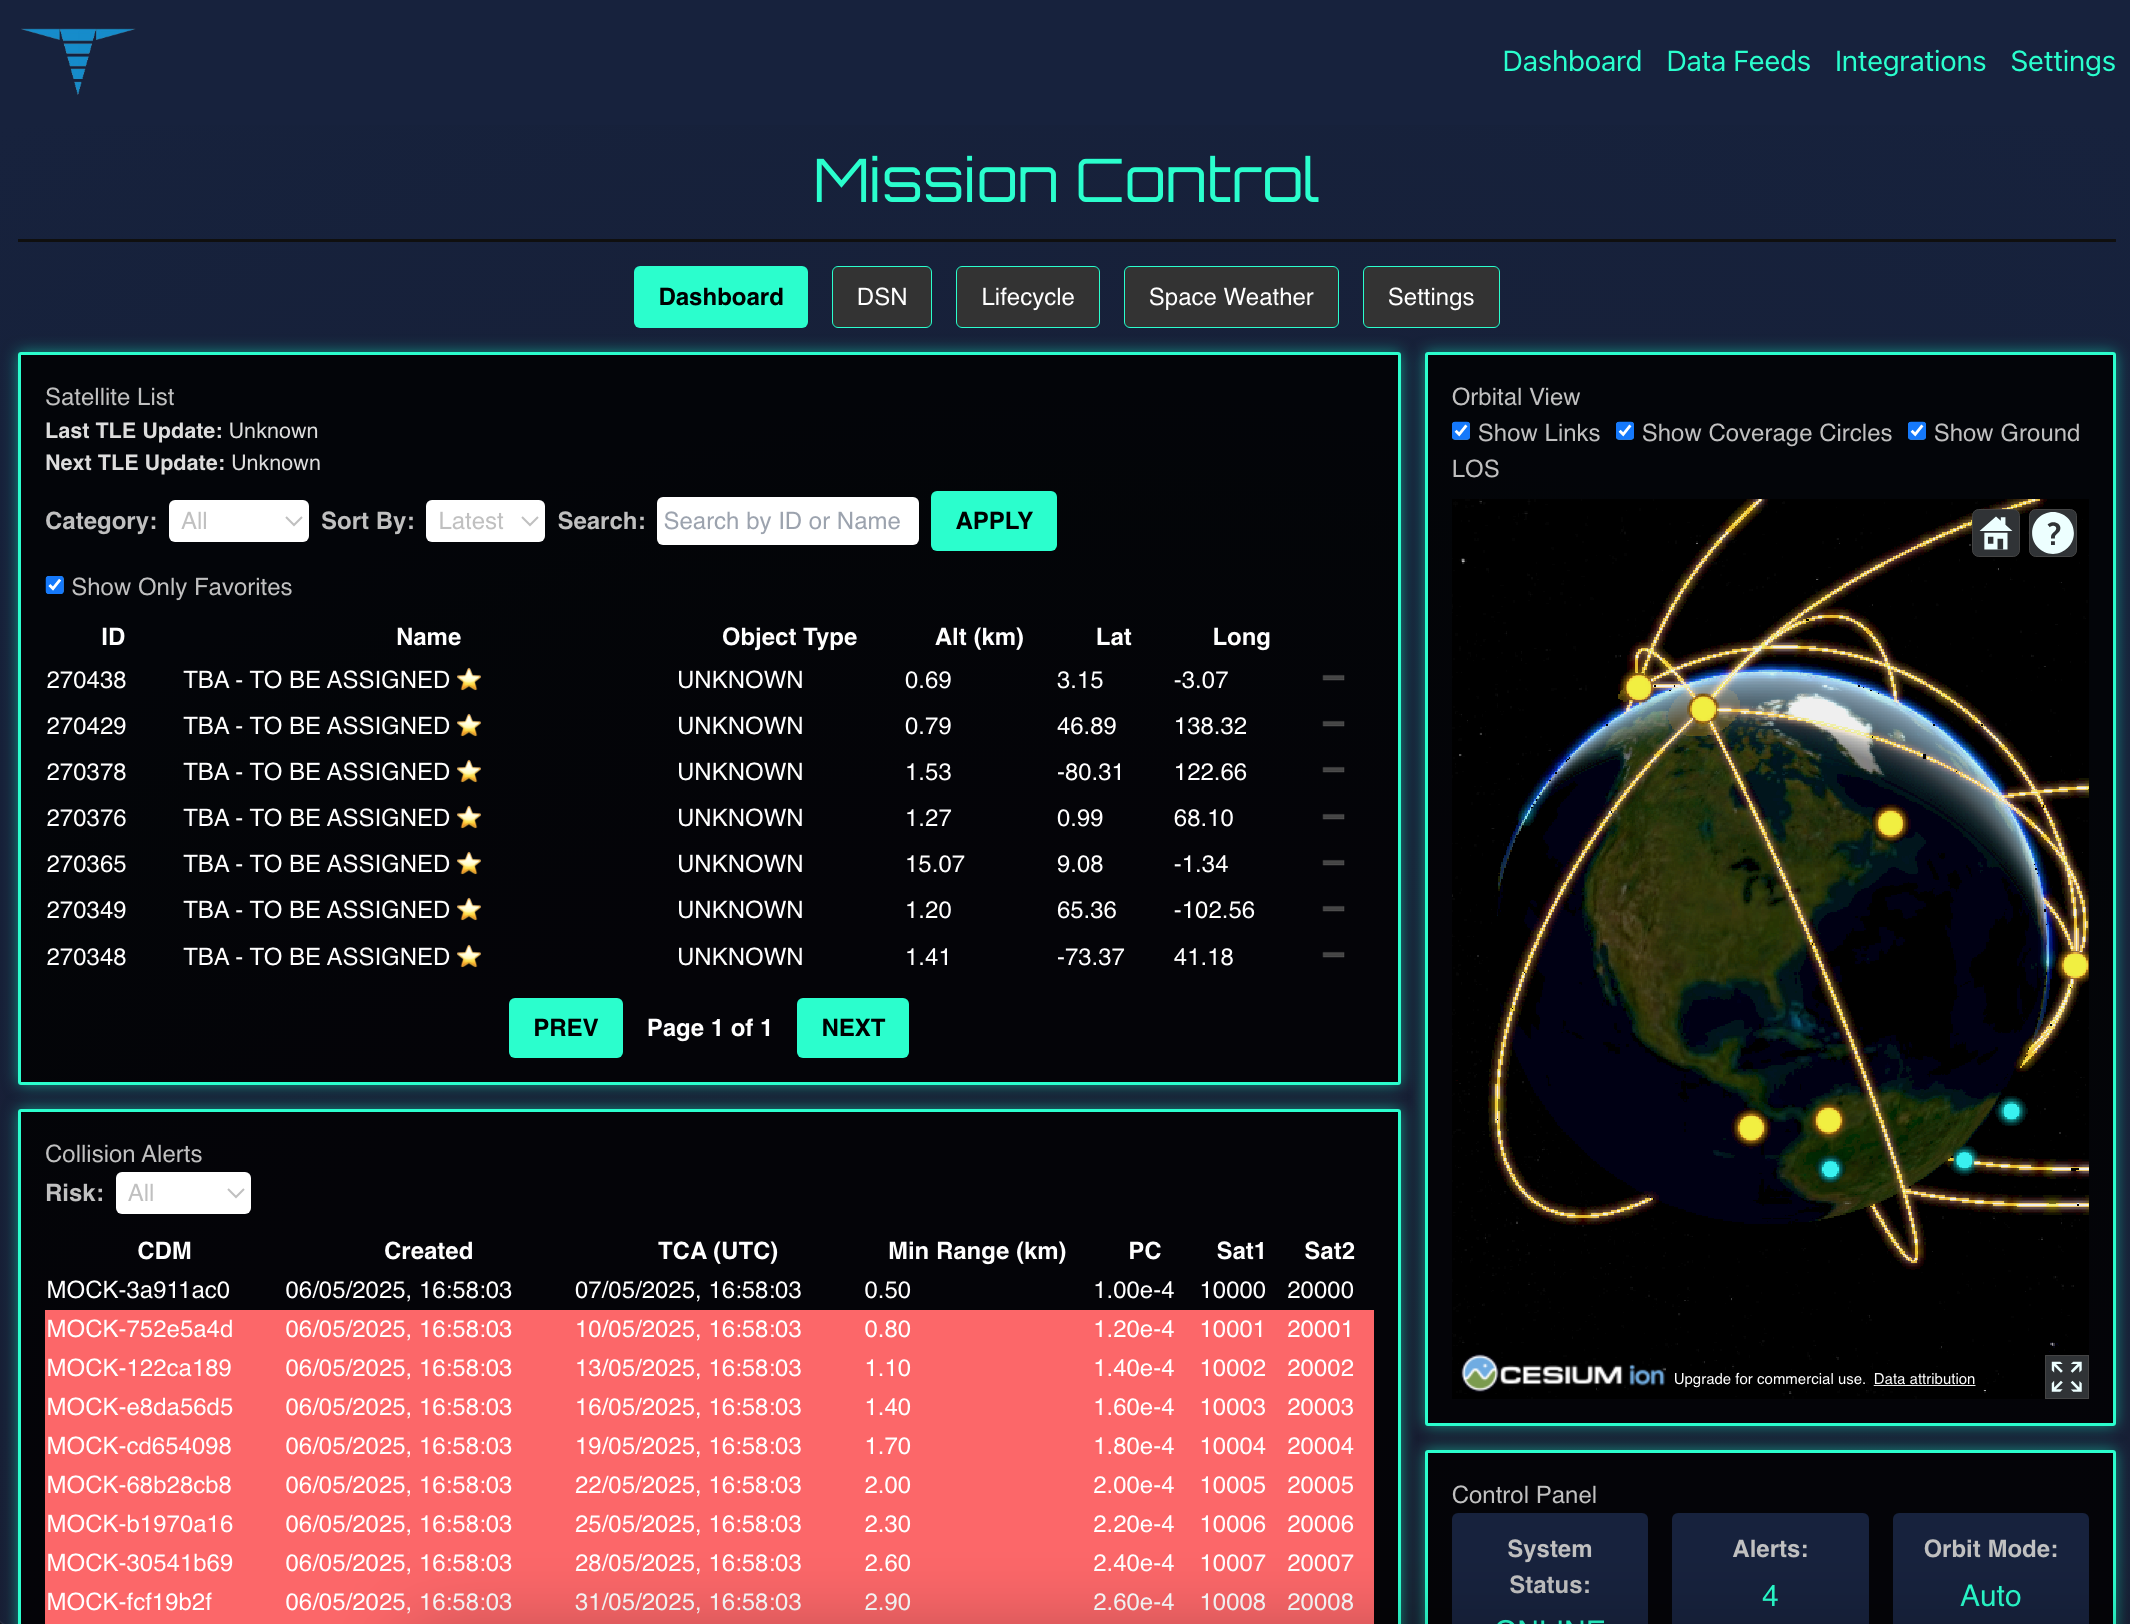 Dashboard Data Feeds Integrations Settings
Mission Control
Dashboard DSN Lifecycle Space Weather Settings
Satellite List
Last TLE Update: Unknown
Next TLE Update: Unknown
Category: All Sort By: Latest Search: Search by ID or Name APPLY
Show Only Favorites
ID Name Object Type Alt (km) Lat Long
270438 TBA - TO BE ASSIGNED ⭐ UNKNOWN 0.69 3.15 -3.07 —
270429 TBA - TO BE ASSIGNED ⭐ UNKNOWN 0.79 46.89 138.32 —
270378 TBA - TO BE ASSIGNED ⭐ UNKNOWN 1.53 -80.31 122.66 —
270376 TBA - TO BE ASSIGNED ⭐ UNKNOWN 1.27 0.99 68.10 —
270365 TBA - TO BE ASSIGNED ⭐ UNKNOWN 15.07 9.08 -1.34 —
270349 TBA - TO BE ASSIGNED ⭐ UNKNOWN 1.20 65.36 -102.56 —
270348 TBA - TO BE ASSIGNED ⭐ UNKNOWN 1.41 -73.37 41.18 —
PREV Page 1 of 1 NEXT
Orbital View
Show Links Show Coverage Circles Show Ground
LOS
?
CESIUM ion Upgrade for commercial use. Data attribution
Collision Alerts
Risk: All
CDM Created TCA (UTC) Min Range (km) PC Sat1 Sat2
MOCK-3a911ac0 06/05/2025, 16:58:03 07/05/2025, 16:58:03 0.50 1.00e-4 10000 20000
MOCK-752e5a4d 06/05/2025, 16:58:03 10/05/2025, 16:58:03 0.80 1.20e-4 10001 20001
MOCK-122ca189 06/05/2025, 16:58:03 13/05/2025, 16:58:03 1.10 1.40e-4 10002 20002
MOCK-e8da56d5 06/05/2025, 16:58:03 16/05/2025, 16:58:03 1.40 1.60e-4 10003 20003
MOCK-cd654098 06/05/2025, 16:58:03 19/05/2025, 16:58:03 1.70 1.80e-4 10004 20004
MOCK-68b28cb8 06/05/2025, 16:58:03 22/05/2025, 16:58:03 2.00 2.00e-4 10005 20005
MOCK-b1970a16 06/05/2025, 16:58:03 25/05/2025, 16:58:03 2.30 2.20e-4 10006 20006
MOCK-30541b69 06/05/2025, 16:58:03 28/05/2025, 16:58:03 2.60 2.40e-4 10007 20007
MOCK-fcf19b2f 06/05/2025, 16:58:03 31/05/2025, 16:58:03 2.90 2.60e-4 10008 20008
Control Panel
System
Status:
Alerts:
4
Orbit Mode:
Auto